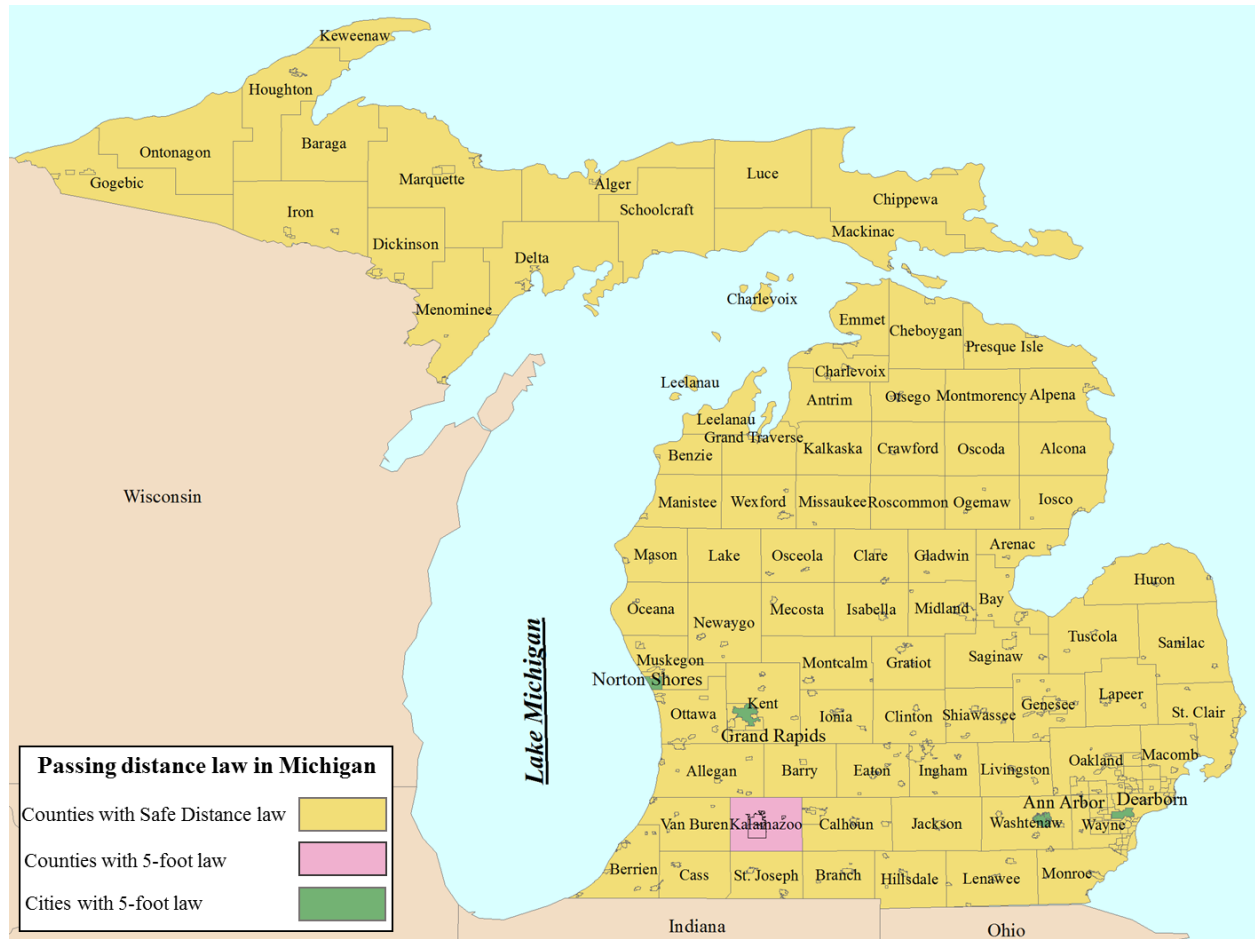 Keweenaw
Houghton
Baraga
Ontonagon
Gogebic
Marquette
Iron
Dickinson
Menominee
Delta
Alger
Schoolcraft
Luce
Chippewa
Mackinac
Charlevoix
Emmet
Cheboygan
Presque Isle
Charlevoix
Leelanau
Antrim
Otsego
Montmorency
Alpena
Leelanau
Grand Traverse
Benzie
Kalkaska
Crawford
Oscoda
Alcona
Wisconsin
Manistee
Wexford
Missaukee
Roscommon
Ogemaw
Iosco
Mason
Lake
Osceola
Clare
Gladwin
Arenac
Huron
Oceana
Newaygo
Mecosta
Isabella
Midland
Bay
Tuscola
Sanilac
Lake Michigan
Muskegon
Norton Shores
Montcalm
Gratiot
Saginaw
Ottawa
Kent
Grand Rapids
Ionia
Clinton
Shiawassee
Genesee
Lapeer
St. Clair
Allegan
Barry
Eaton
Ingham
Livingston
Oakland
Macomb
Ann Arbor
Dearborn
Van Buren
Kalamazoo
Calhoun
Jackson
Washtenaw
Wayne
Berrien
Cass
St. Joseph
Branch
Hillsdale
Lenawee
Monroe
Indiana
Ohio
Passing distance law in Michigan
Counties with Safe Distance law
Counties with 5-foot law
Cities with 5-foot law